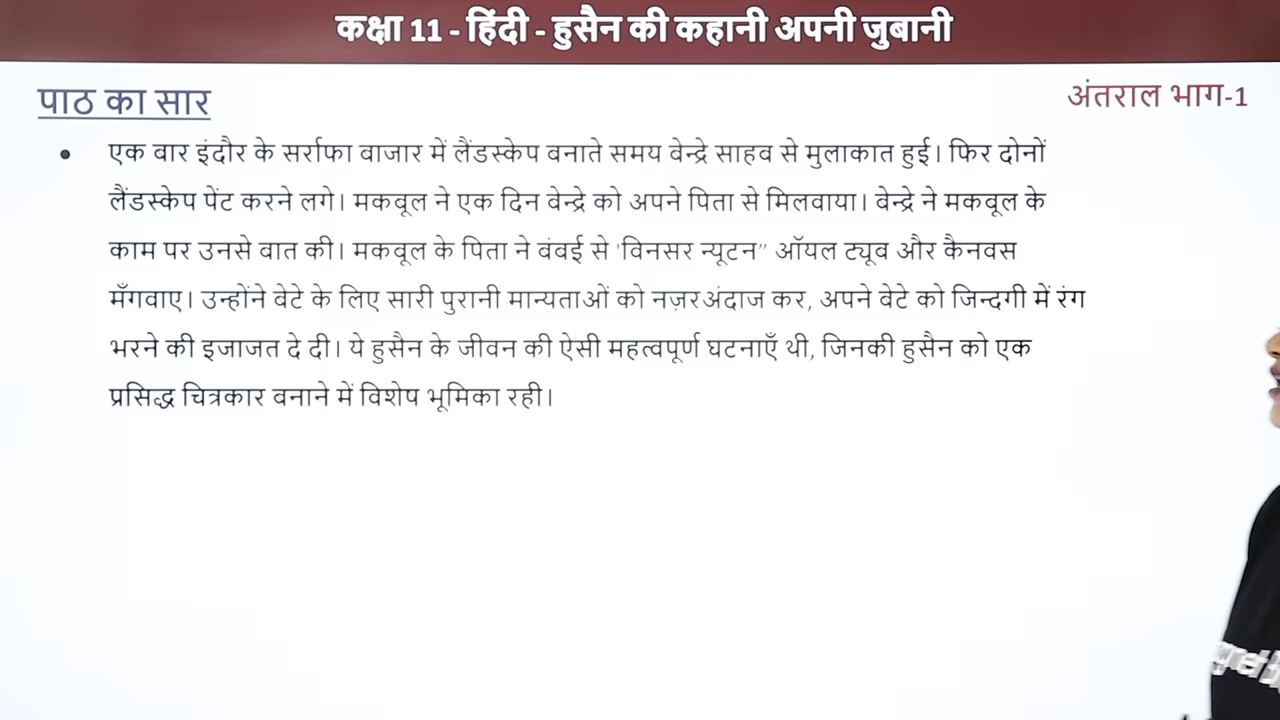 कक्षा 11 - हिंदी - हुसैन की कहानी अपनी जुबानी
पाठ का सार
अंतराल भाग-1
• एक बार इंदौर के सर्राफा वाजार में लैंडस्केप बनाते समय वेन्द्रे साहव से मुलाकात हुई। फिर दोनों
लैंडस्केप पेंट करने लगे। मकबूल ने एक दिन वेन्द्रे को अपने पिता से मिलवाया। वेन्द्रे ने मकबूल के
काम पर उनसे वात की। मकबूल के पिता ने बंबई से 'विनसर न्यूटन" ऑयल ट्यूब और कैनवस
मँगवाए। उन्होंने वेटे के लिए सारी पुरानी मान्यताओं को नज़रअंदाज कर, अपने वेटे को जिन्दगी में रंग
भरने की इजाजत दे दी। ये हुसैन के जीवन की ऐसी महत्वपूर्ण घटनाएँ थी, जिनकी हुसैन को एक
प्रसिद्ध चित्रकार बनाने में विशेष भूमिका रही।